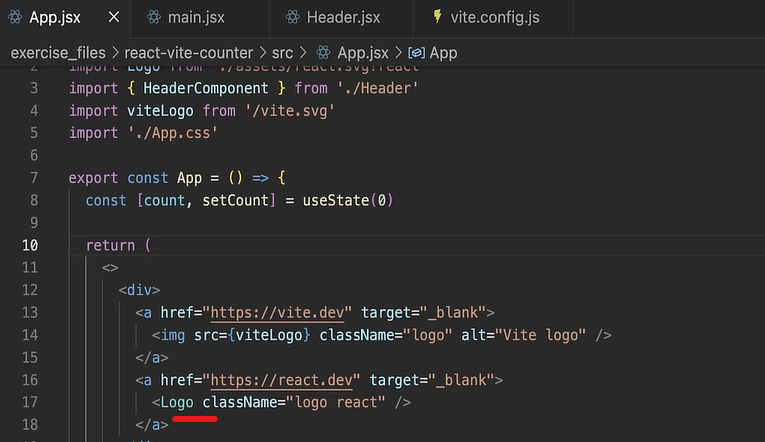 App.jsx main.jsx Header.jsx vite.config.js
exercise_files > react-vite-counter > src > App.jsx > App
2 import Logo from './assets/react.svg?react'
3 import { HeaderComponent } from './Header'
4 import viteLogo from '/vite.svg'
5 import './App.css'
6
7 export const App = () => {
8 const [count, setCount] = useState(0)
9
10 return (
11 <>
12 <div>
13 <a href="https://vite.dev" target="_blank">
14 <img src={viteLogo} className="logo" alt="Vite logo" />
15 </a>
16 <a href="https://react.dev" target="_blank">
17 <Logo className="logo react" />
18 </a>